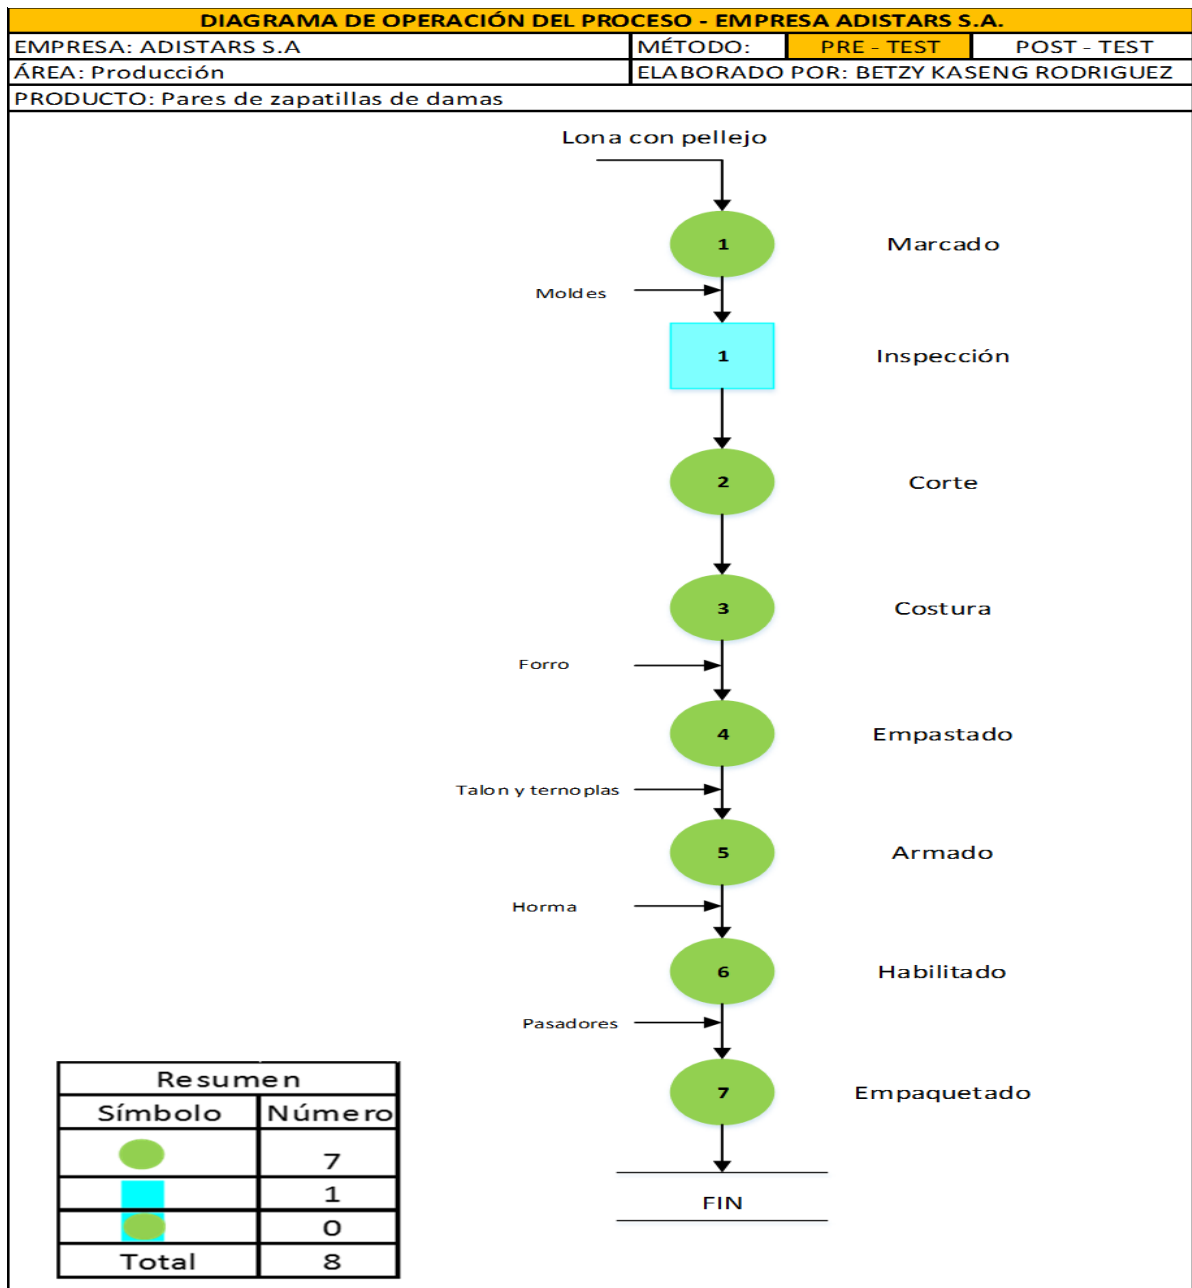 DIAGRAMA DE OPERACIÓN DEL PROCESO - EMPRESA ADISTARS S.A.
EMPRESA: ADISTARS S.A MÉTODO: PRE - TEST POST - TEST
ÁREA: Producción ELABORADO POR: BETZY KASENG RODRIGUEZ
PRODUCTO: Pares de zapatillas de damas
Lona con pellejo
1 Marcado
Moldes
1 Inspección
2 Corte
3 Costura
Forro
4 Empastado
Talon y ternoplas
5 Armado
Horma
6 Habilitado
Pasadores
7 Empaquetado
FIN
Resumen
Símbolo Número
7
1
0
Total 8